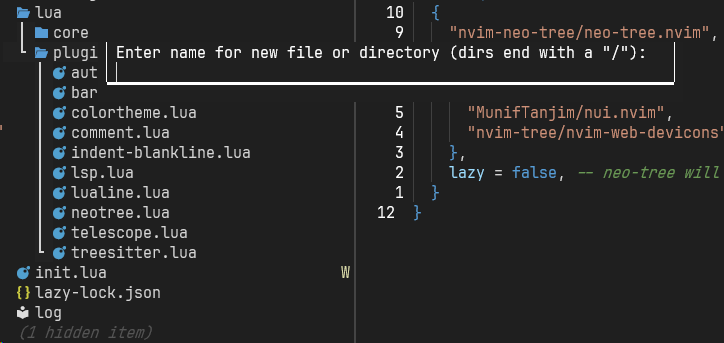 lua
core
plugi
aut
bar
colortheme.lua
comment.lua
indent-blankline.lua
lsp.lua
lualine.lua
neotree.lua
telescope.lua
treesitter.lua
init.lua W
{} lazy-lock.json
log
(1 hidden item)
Enter name for new file or directory (dirs end with a "/"):
10 {
9 "nvim-neo-tree/neo-tree.nvim",
5 "MunifTanjim/nui.nvim",
4 "nvim-tree/nvim-web-devicons"
3 },
2 lazy = false, -- neo-tree will
1 }
12 }